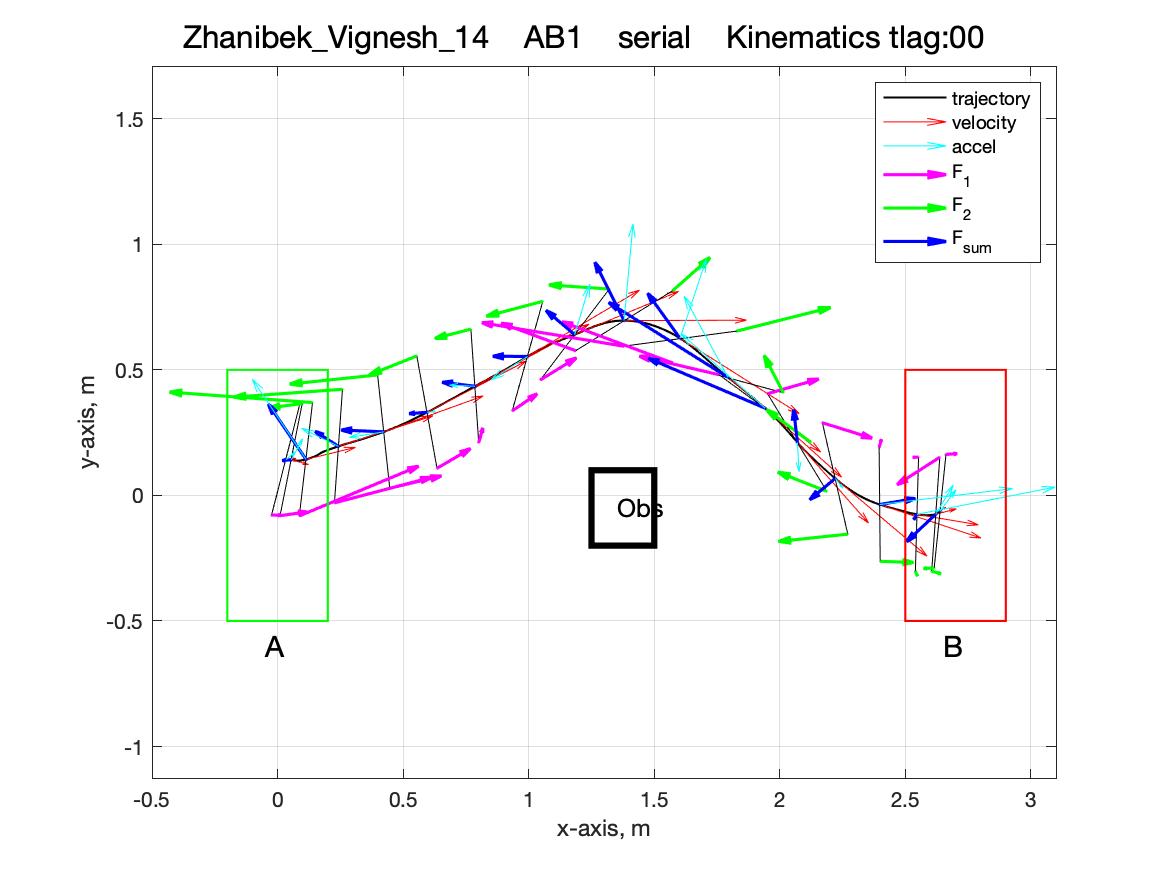 Zhanibek_Vignesh_14 AB1 serial Kinematics tlag:00
trajectory
velocity
accel
F1
F2
Fsum
1.5
1
0.5
0
-0.5
-1
y-axis, m
Obs
A
B
-0.5 0 0.5 1 1.5 2 2.5 3
x-axis, m